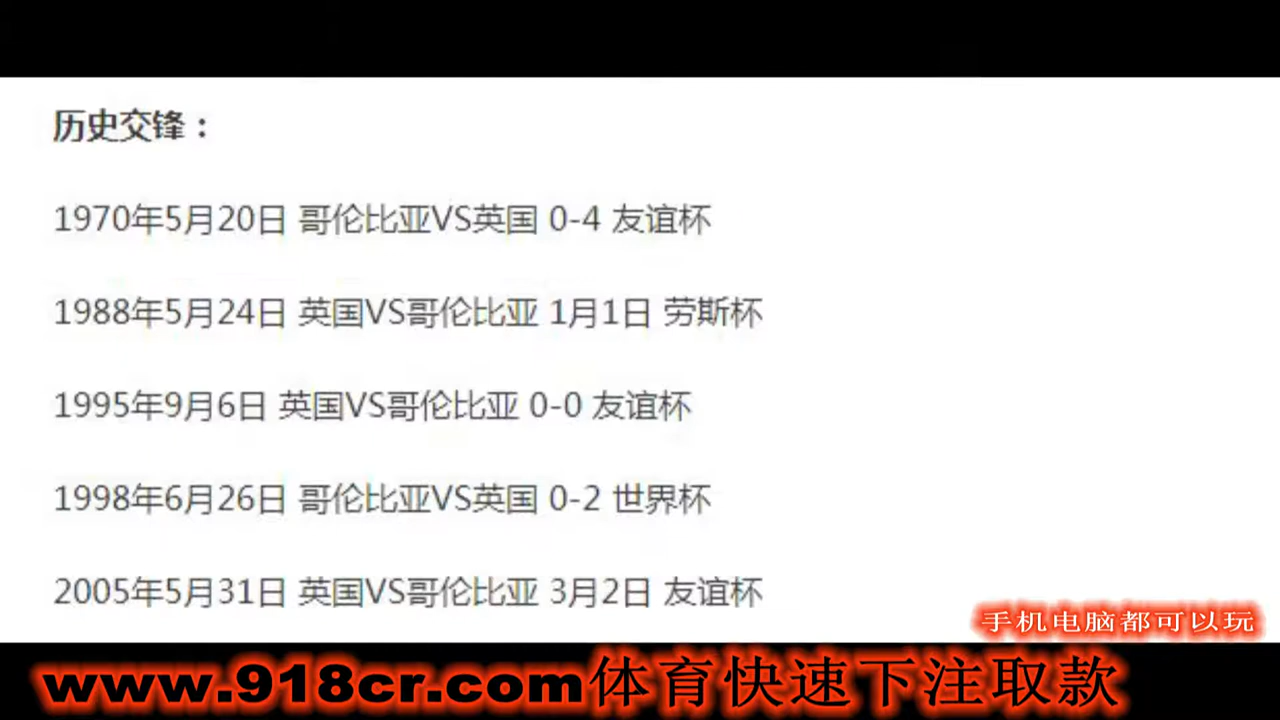 历史交锋：
1970年5月20日 哥伦比亚VS英国 0-4 友谊杯
1988年5月24日 英国VS哥伦比亚 1月1日 劳斯杯
1995年9月6日 英国VS哥伦比亚 0-0 友谊杯
1998年6月26日 哥伦比亚VS英国 0-2 世界杯
2005年5月31日 英国VS哥伦比亚 3月2日 友谊杯
手机电脑都可以玩
www.918cr.com体育快速下注取款